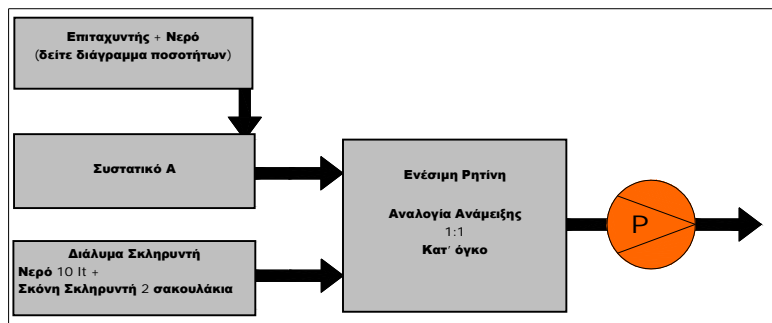 Επιταχυντής + Νερό
(δείτε διάγραμμα ποσοτήτων)
Συστατικό Α
Διάλυμα Σκληρυντή
Νερό 10 lt +
Σκόνη Σκληρυντή 2 σακουλάκια
Ενέσιμη Ρητίνη
Αναλογία Ανάμειξης
1:1
Κατ' όγκο
P